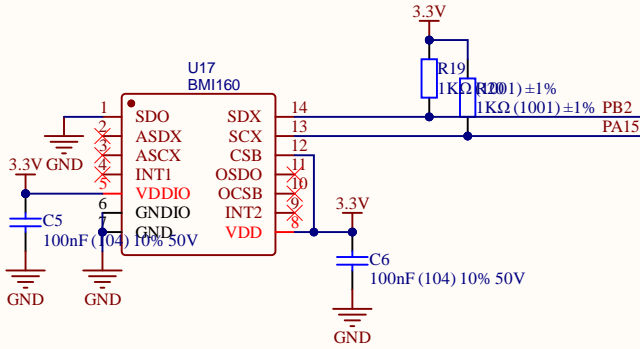 3.3V
U17
BMI160
R19
1KΩ (1001) ±1%
R20
1KΩ (1001) ±1%
1 SDO SDX 14 PB2
2 ASDX SCX 13 PA15
3 ASCX CSB 12
4 INT1 OSDO 11
5 VDDIO OCSB 10
6 GNDIO INT2 9
7 GND VDD 8
GND
3.3V
3.3V
C5
100nF (104) 10% 50V
C6
100nF (104) 10% 50V
GND
GND
GND